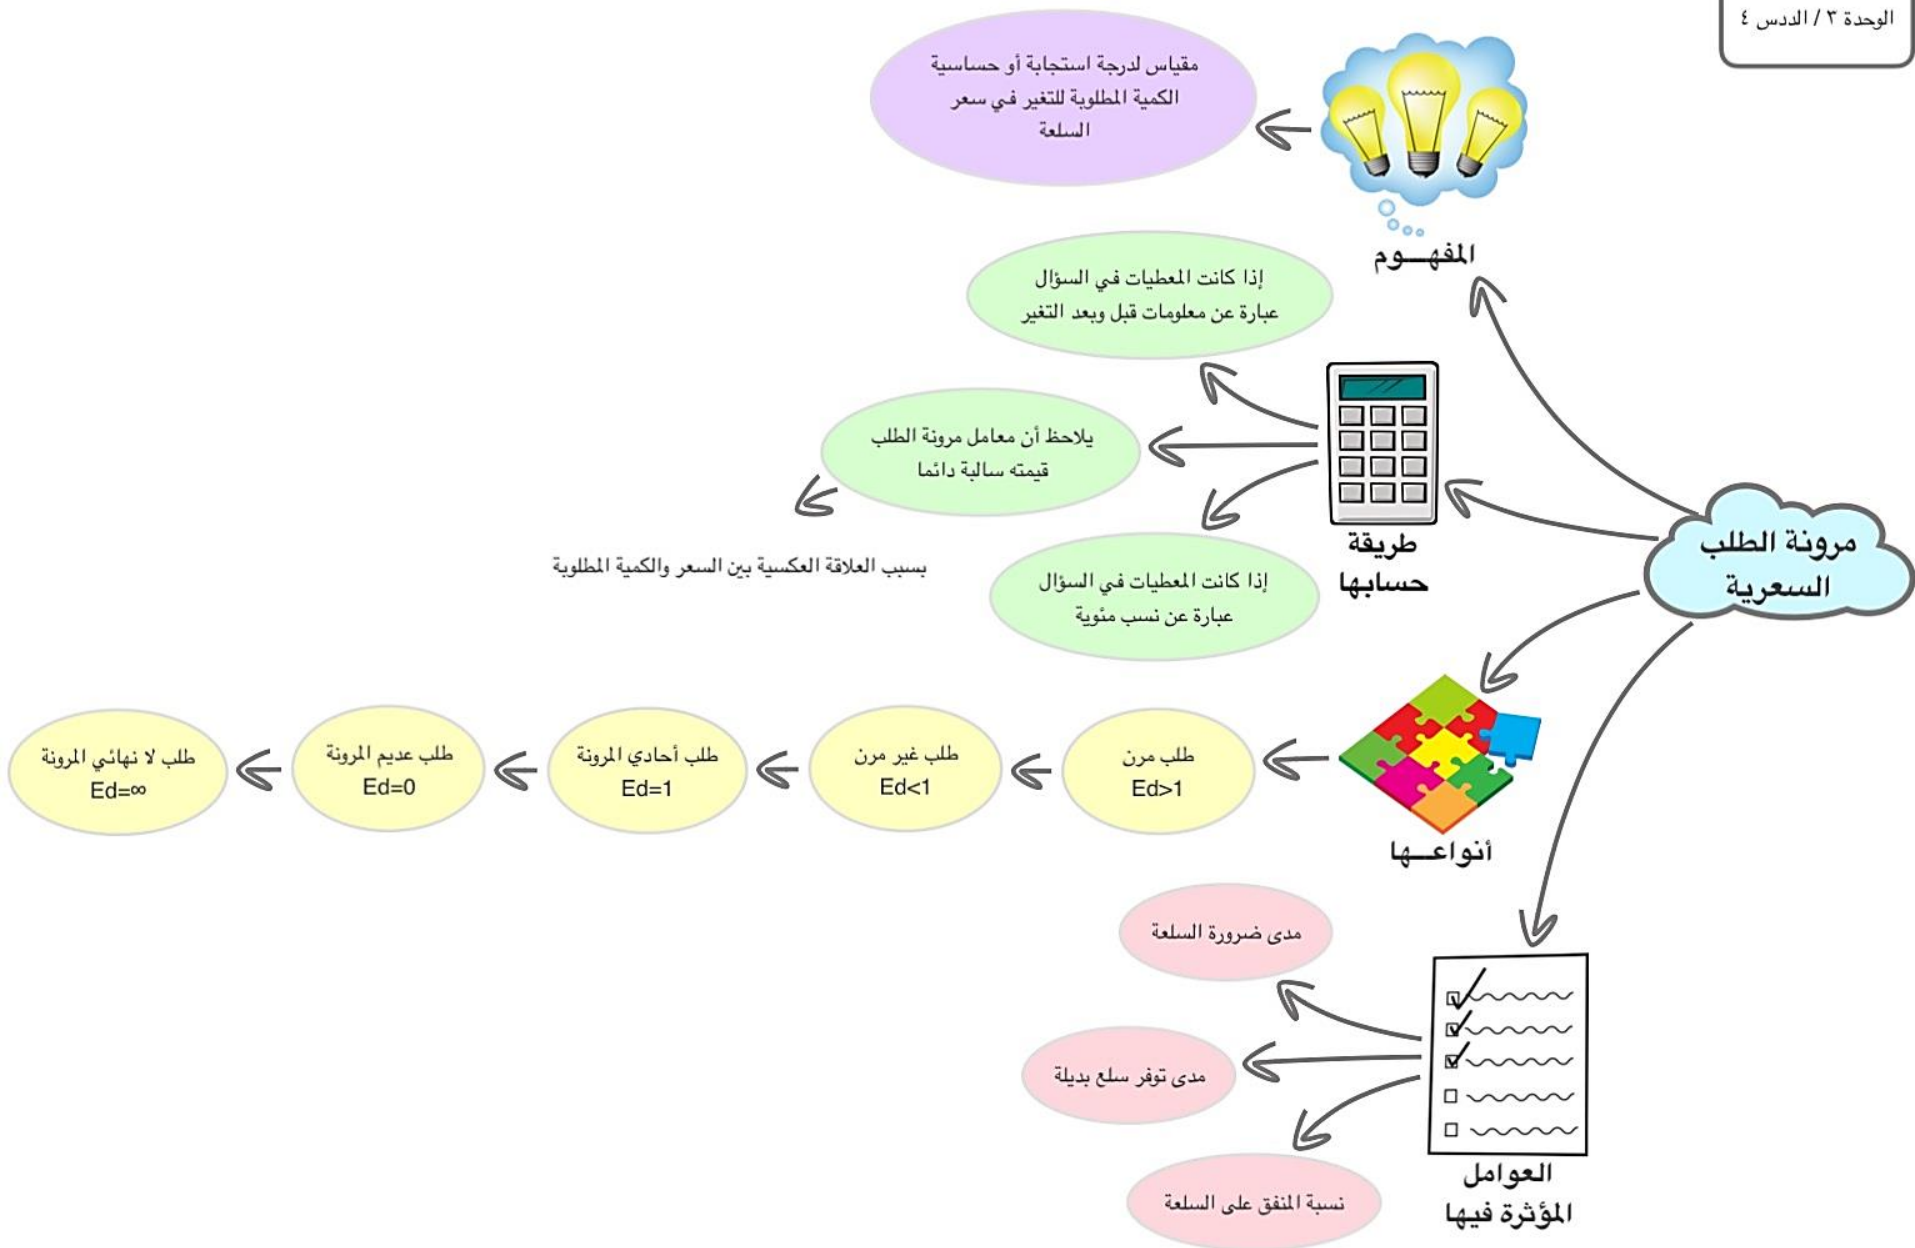 الوحدة ٣ / الددس ٤
مرونة الطلب
السعرية
المفهـــوم
مقياس لدرجة استجابة أو حساسية
الكمية المطلوبة للتغير في سعر
السلعة
طريقة
حسابها
إذا كانت المعطيات في السؤال
عبارة عن معلومات قبل وبعد التغير
يلاحظ أن معامل مرونة الطلب
قيمته سالبة دائما
بسبب العلاقة العكسية بين السعر والكمية المطلوبة
إذا كانت المعطيات في السؤال
عبارة عن نسب مئوية
أنواعـــها
طلب مرن
Ed>1
طلب غير مرن
Ed<1
طلب أحادي المرونة
Ed=1
طلب عديم المرونة
Ed=0
طلب لا نهائي المرونة
Ed=∞
العوامل
المؤثرة فيها
مدى ضرورة السلعة
مدى توفر سلع بديلة
نسبة المنفق على السلعة